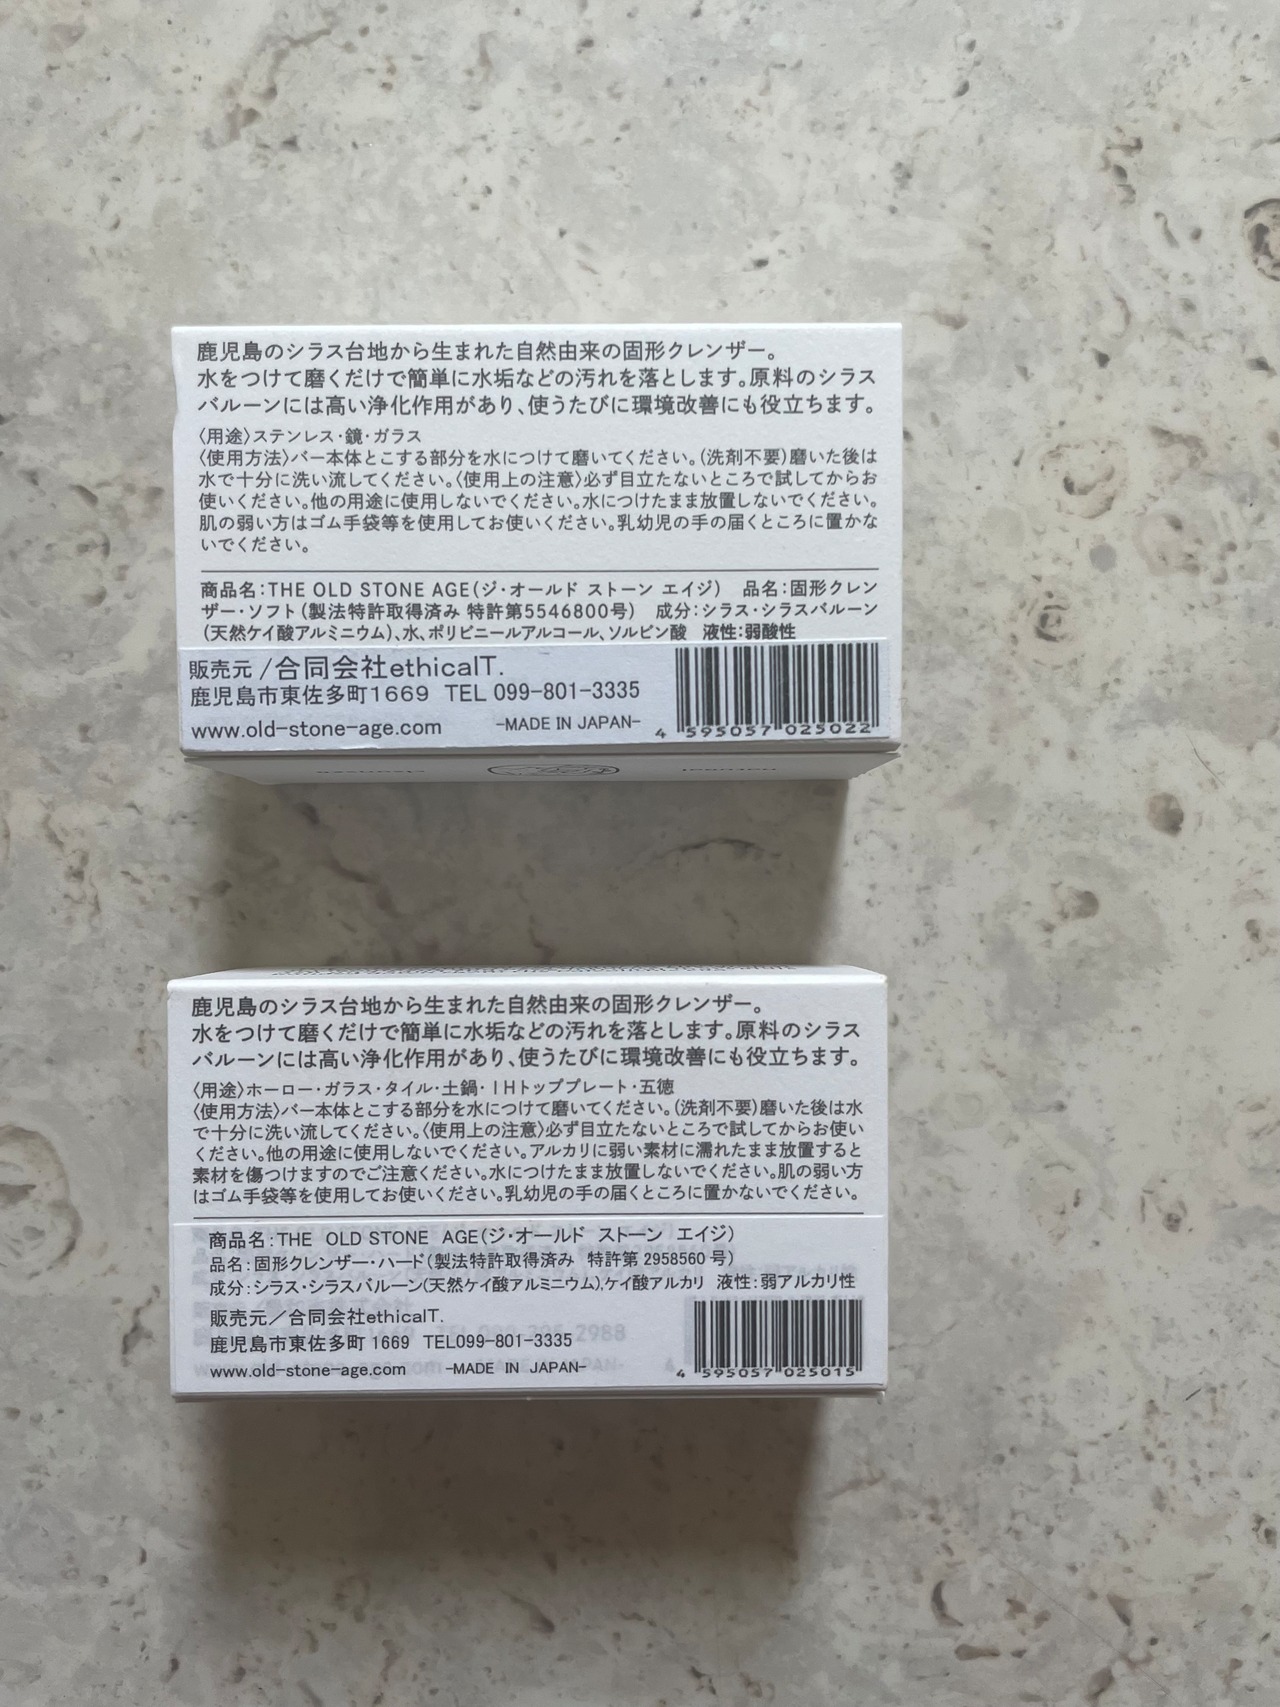 鹿児島のシラス台地から生まれた自然由来の固形クレンザー。
水をつけて磨くだけで簡単に水垢などの汚れを落とします。原料のシラス
バルーンには高い浄化作用があり、使うたびに環境改善にも役立ちます。
〈用途〉ステンレス・鏡・ガラス
〈使用方法〉バー本体とこする部分を水につけて磨いてください。(洗剤不要)磨いた後は
水で十分に洗い流してください。〈使用上の注意〉必ず目立たないところで試してからお
使いください。他の用途に使用しないでください。水につけたまま放置しないでください。
肌の弱い方はゴム手袋等を使用してお使いください。乳幼児の手の届くところに置かな
いでください。
商品名：THE OLD STONE AGE(ジ・オールド ストーン エイジ) 品名：固形クレン
ザー・ソフト(製法特許取得済み 特許第5546800号) 成分：シラス・シラスバルーン
(天然ケイ酸アルミニウム)、水、ポリビニールアルコール、ソルビン酸 液性：弱酸性
販売元／合同会社ethicalT.
鹿児島市東佐多町1669 TEL 099-801-3335
www.old-stone-age.com -MADE IN JAPAN-
4 595057 025022
鹿児島のシラス台地から生まれた自然由来の固形クレンザー。
水をつけて磨くだけで簡単に水垢などの汚れを落とします。原料のシラス
バルーンには高い浄化作用があり、使うたびに環境改善にも役立ちます。
〈用途〉ホーロー・ガラス・タイル・土鍋・IHトッププレート・五徳
〈使用方法〉バー本体とこする部分を水につけて磨いてください。(洗剤不要)磨いた後は水
で十分に洗い流してください。〈使用上の注意〉必ず目立たないところで試してからお使い
ください。他の用途に使用しないでください。アルカリに弱い素材に濡れたまま放置すると
素材を傷つけますのでご注意ください。水につけたまま放置しないでください。肌の弱い方
はゴム手袋等を使用してお使いください。乳幼児の手の届くところに置かないでください。
商品名：THE OLD STONE AGE(ジ・オールド ストーン エイジ)
品名：固形クレンザー・ハード(製法特許取得済み 特許第 2958560 号)
成分：シラス・シラスバルーン(天然ケイ酸アルミニウム),ケイ酸アルカリ 液性：弱アルカリ性
販売元／合同会社ethicalT.
鹿児島市東佐多町 1669 TEL099-801-3335
www.old-stone-age.com -MADE IN JAPAN-
4 595057 025015